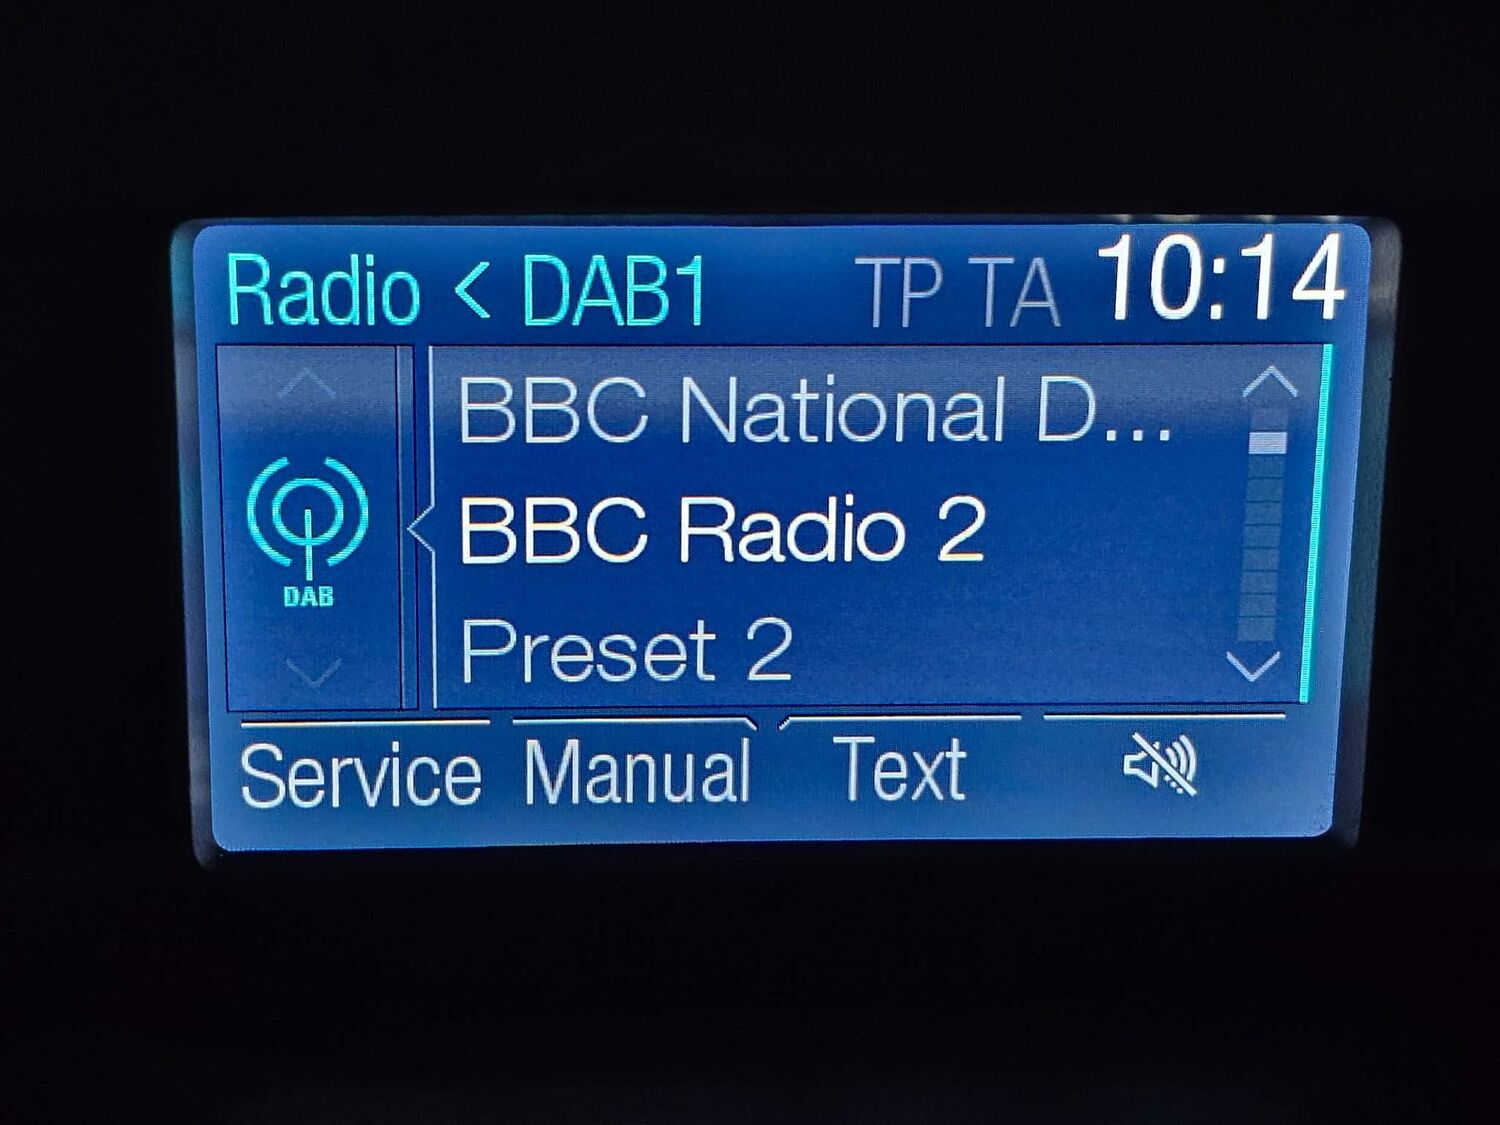 Radio < DAB1 TP TA 10:14
BBC National D...
BBC Radio 2
DAB
Preset 2
Service Manual Text